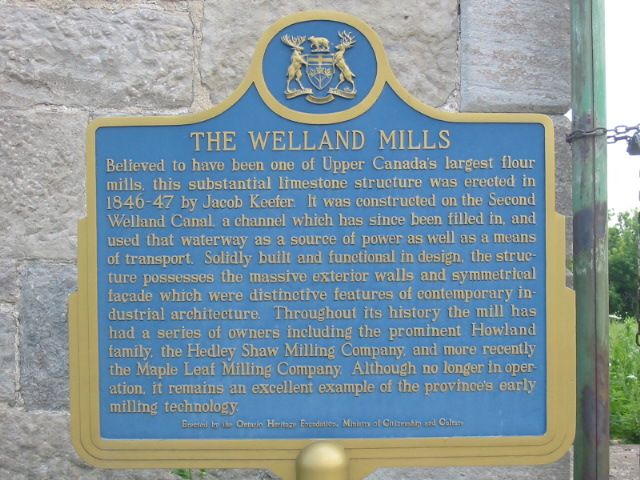 THE WELLAND MILLS
Believed to have been one of Upper Canada's largest flour
mills, this substantial limestone structure was erected in
1846-47 by Jacob Keefer. It was constructed on the Second
Welland Canal, a channel which has since been filled in, and
used that waterway as a source of power as well as a means
of transport. Solidly built and functional in design, the struc-
ture possesses the massive exterior walls and symmetrical
façade which were distinctive features of contemporary in-
dustrial architecture. Throughout its history the mill has
had a series of owners including the prominent Howland
family, the Hedley Shaw Milling Company, and more recently
the Maple Leaf Milling Company. Although no longer in oper-
ation, it remains an excellent example of the province's early
milling technology.
Erected by the Ontario Heritage Foundation, Ministry of Citizenship and Culture